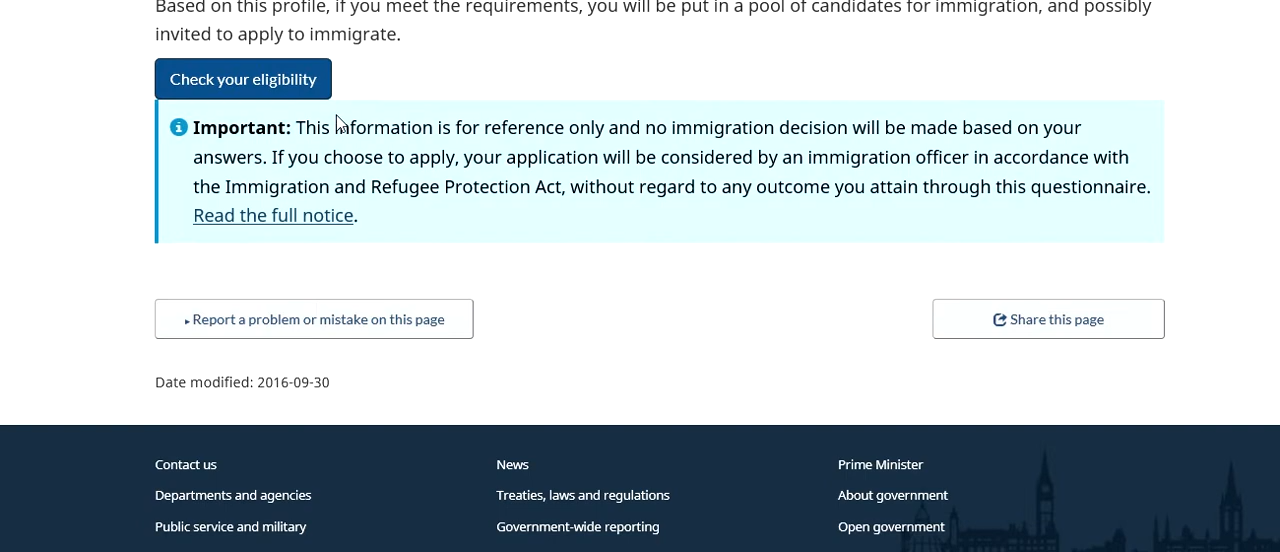 Based on this profile, if you meet the requirements, you will be put in a pool of candidates for immigration, and possibly
invited to apply to immigrate.
Check your eligibility
Important: This information is for reference only and no immigration decision will be made based on your
answers. If you choose to apply, your application will be considered by an immigration officer in accordance with
the Immigration and Refugee Protection Act, without regard to any outcome you attain through this questionnaire.
Read the full notice.
Report a problem or mistake on this page
Share this page
Date modified: 2016-09-30
Contact us
News
Prime Minister
Departments and agencies
Treaties, laws and regulations
About government
Public service and military
Government-wide reporting
Open government